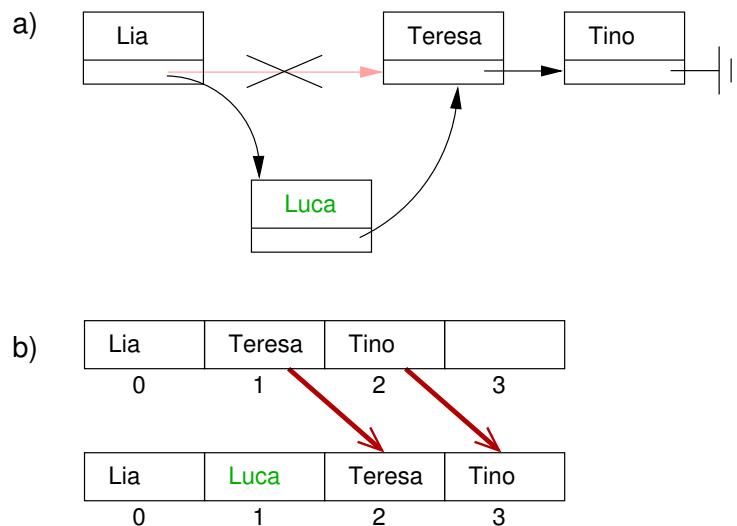 a) Lia Teresa Tino
Luca
b) Lia Teresa Tino
0 1 2 3
Lia Luca Teresa Tino
0 1 2 3